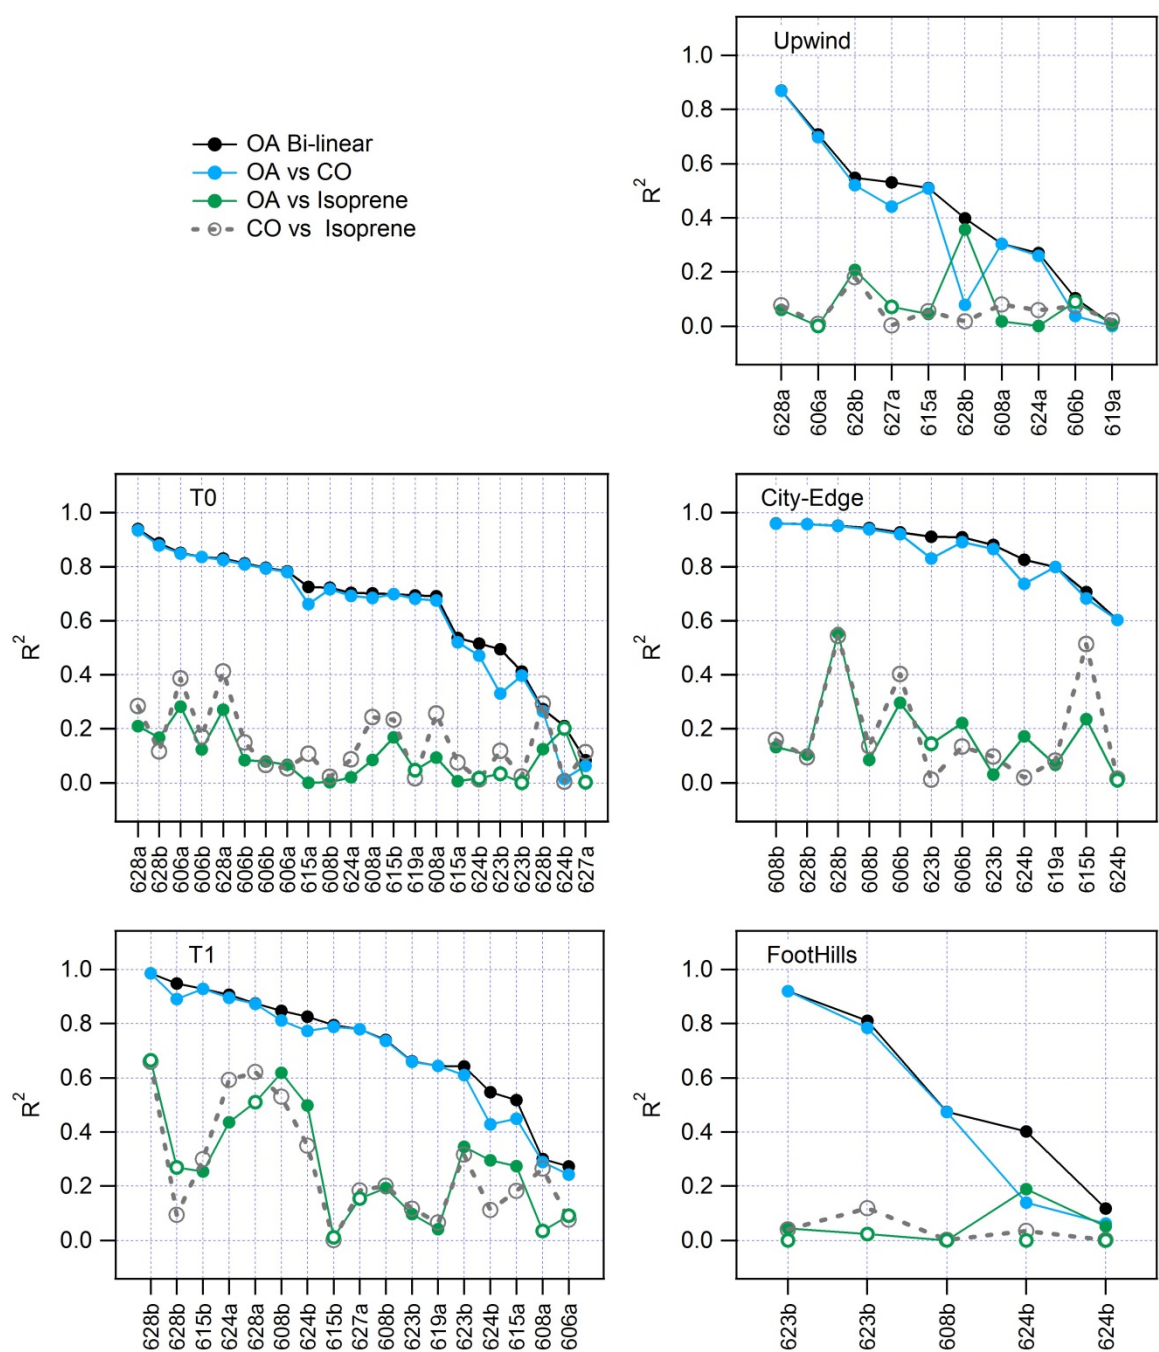 Upwind
1.0
0.8
0.6
0.4
0.2
0.0
R2
628a
606a
628b
627a
615a
628b
608a
624a
606b
619a
OA Bi-linear
OA vs CO
OA vs Isoprene
CO vs Isoprene
T0
1.0
0.8
0.6
0.4
0.2
0.0
R2
628a
628b
606a
606b
628a
606b
606b
606a
615a
608b
624a
608a
615b
619a
608a
615a
624b
623b
623b
628b
624b
627a
City-Edge
1.0
0.8
0.6
0.4
0.2
0.0
R2
608b
628b
628b
608b
606b
623b
606b
623b
624b
619a
615b
624b
T1
1.0
0.8
0.6
0.4
0.2
0.0
R2
628b
628b
615b
624a
628a
608b
624b
615b
627a
608b
623b
619a
623b
624b
615a
608a
606a
FootHills
1.0
0.8
0.6
0.4
0.2
0.0
R2
623b
623b
608b
624b
624b